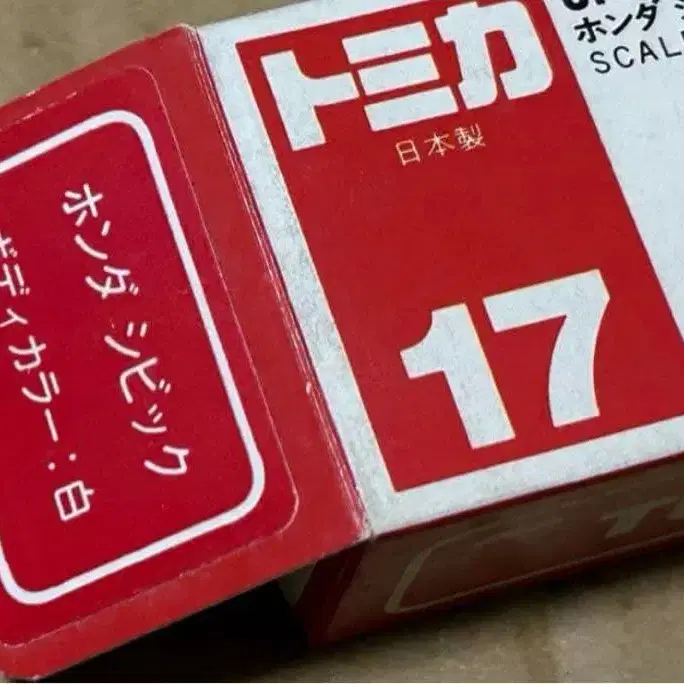 トミカ
日本製
17
ホンダ
SCAL
ホンダ シビック
ボディカラー:白